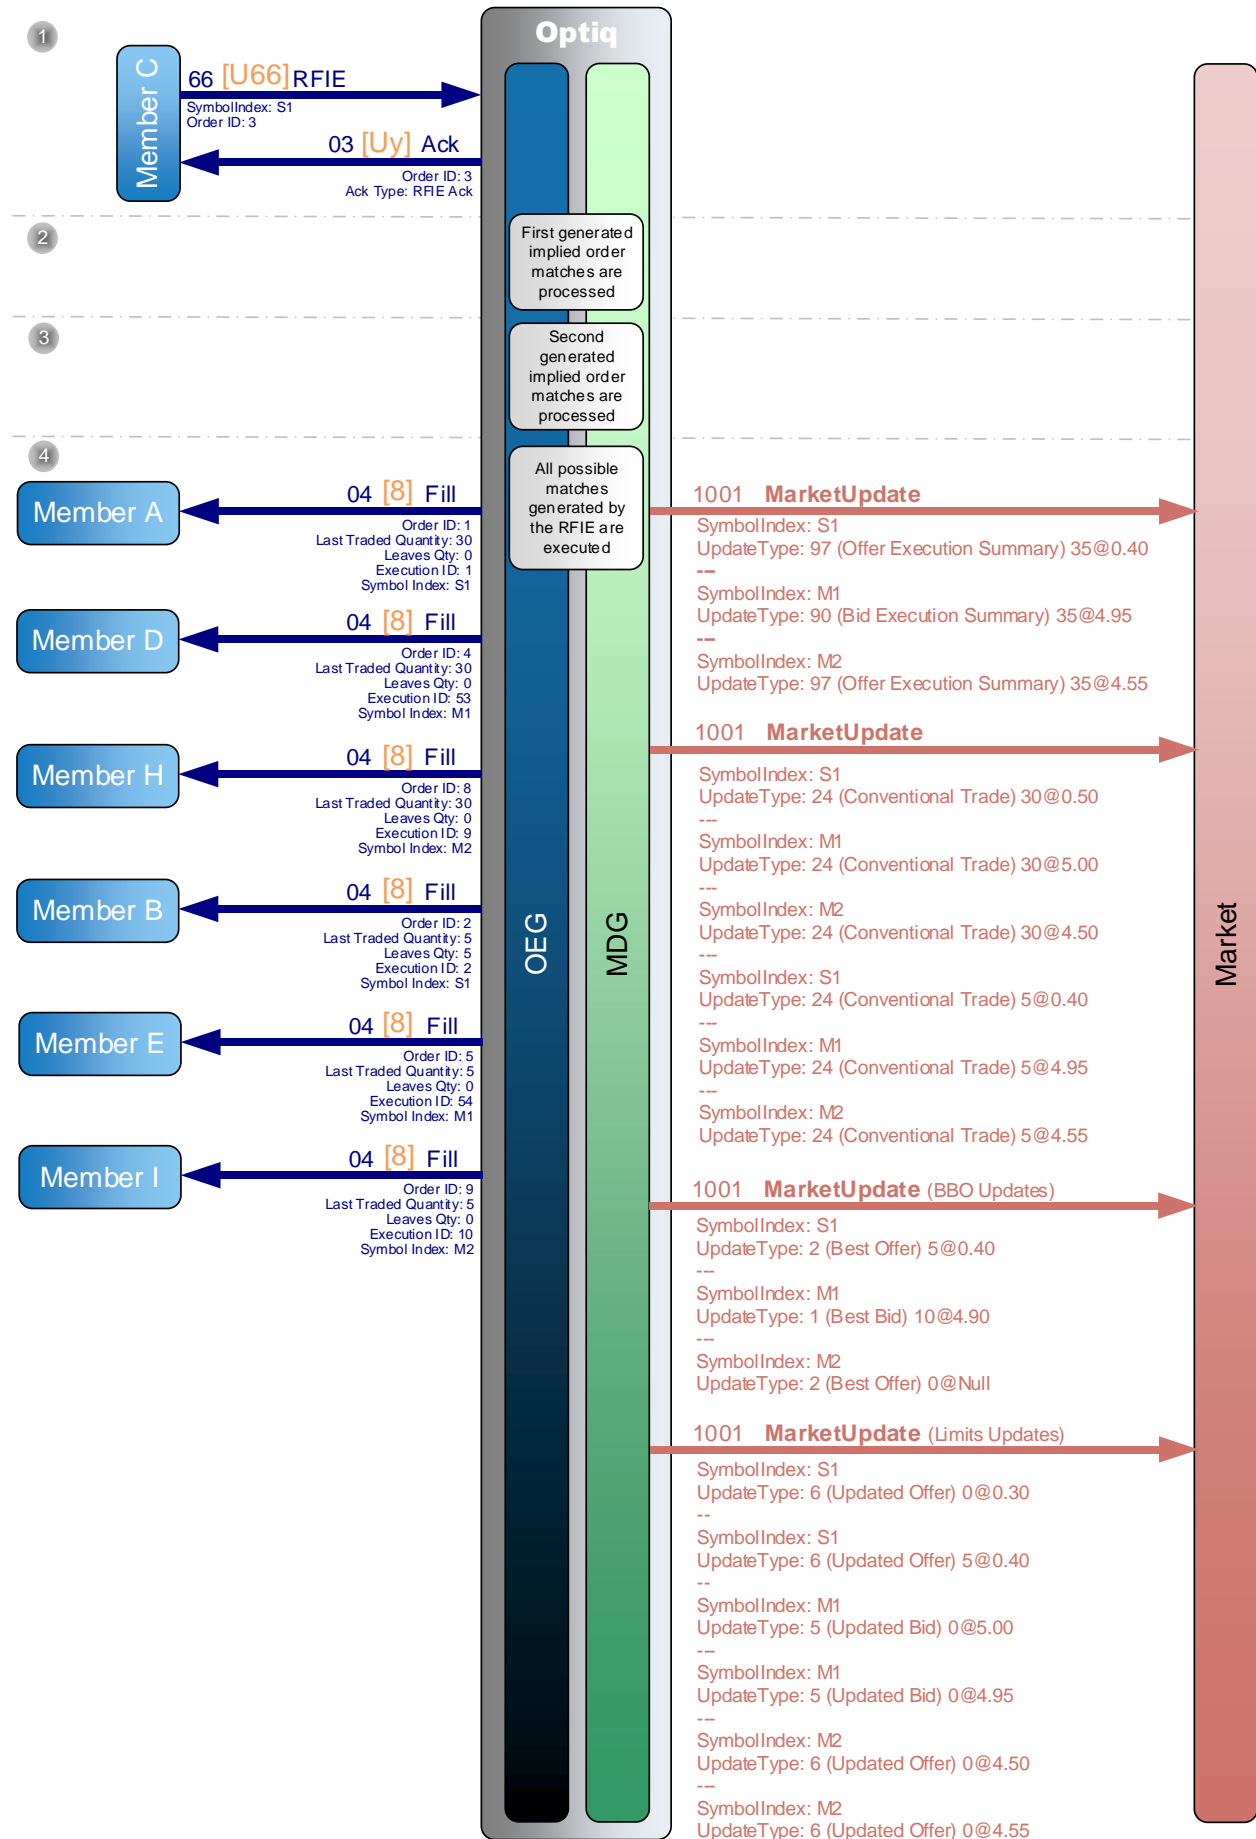 Optiq
1
Member C
66 [U66] RFIE
SymbolIndex: S1
Order ID: 3
03 [Uy] Ack
Order ID: 3
Ack Type: RFIE Ack
2
First generated
implied order
matches are
processed
3
Second
generated
implied order
matches are
processed
4
All possible
matches
generated by
the RFIE are
executed
OEG
MDG
Market
Member A
04 [8] Fill
Order ID: 1
Last Traded Quantity: 30
Leaves Qty: 0
Execution ID: 1
Symbol Index: S1
Member D
04 [8] Fill
Order ID: 4
Last Traded Quantity: 30
Leaves Qty: 0
Execution ID: 53
Symbol Index: M1
Member H
04 [8] Fill
Order ID: 8
Last Traded Quantity: 30
Leaves Qty: 0
Execution ID: 9
Symbol Index: M2
Member B
04 [8] Fill
Order ID: 2
Last Traded Quantity: 5
Leaves Qty: 5
Execution ID: 2
Symbol Index: S1
Member E
04 [8] Fill
Order ID: 5
Last Traded Quantity: 5
Leaves Qty: 0
Execution ID: 54
Symbol Index: M1
Member I
04 [8] Fill
Order ID: 9
Last Traded Quantity: 5
Leaves Qty: 0
Execution ID: 10
Symbol Index: M2
1001 MarketUpdate
SymbolIndex: S1
UpdateType: 97 (Offer Execution Summary) 35@0.40
---
SymbolIndex: M1
UpdateType: 90 (Bid Execution Summary) 35@4.95
---
SymbolIndex: M2
UpdateType: 97 (Offer Execution Summary) 35@4.55
1001 MarketUpdate
SymbolIndex: S1
UpdateType: 24 (Conventional Trade) 30@0.50
---
SymbolIndex: M1
UpdateType: 24 (Conventional Trade) 30@5.00
---
SymbolIndex: M2
UpdateType: 24 (Conventional Trade) 30@4.50
---
SymbolIndex: S1
UpdateType: 24 (Conventional Trade) 5@0.40
---
SymbolIndex: M1
UpdateType: 24 (Conventional Trade) 5@4.95
---
SymbolIndex: M2
UpdateType: 24 (Conventional Trade) 5@4.55
1001 MarketUpdate (BBO Updates)
SymbolIndex: S1
UpdateType: 2 (Best Offer) 5@0.40
---
SymbolIndex: M1
UpdateType: 1 (Best Bid) 10@4.90
---
SymbolIndex: M2
UpdateType: 2 (Best Offer) 0@Null
1001 MarketUpdate (Limits Updates)
SymbolIndex: S1
UpdateType: 6 (Updated Offer) 0@0.30
--
SymbolIndex: S1
UpdateType: 6 (Updated Offer) 5@0.40
--
SymbolIndex: M1
UpdateType: 5 (Updated Bid) 0@5.00
---
SymbolIndex: M1
UpdateType: 5 (Updated Bid) 0@4.95
---
SymbolIndex: M2
UpdateType: 6 (Updated Offer) 0@4.50
---
SymbolIndex: M2
UpdateType: 6 (Updated Offer) 0@4.55